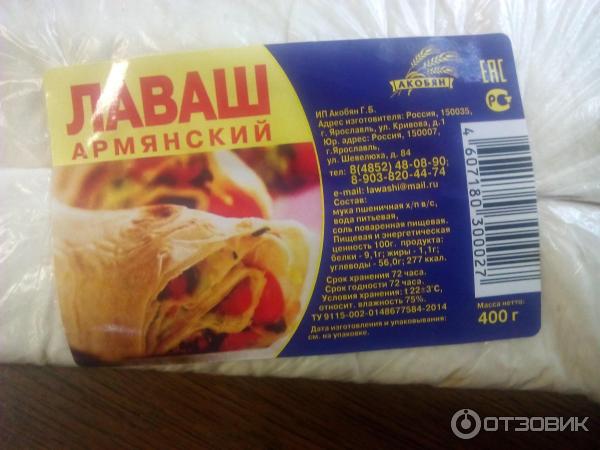 ЛАВАШ
АРМЯНСКИЙ
АКОБЯН
ЕАС
РСТ
ИП Акобян Г.Б.
Адрес изготовителя: Россия, 150035,
г. Ярославль, ул. Кривова, д.1
Юр. адрес: Россия, 150007,
г.Ярославль,
ул. Шевелюха, д. 84
тел: 8(4852) 48-08-90;
8-903-820-44-74
e-mail: lawashi@mail.ru
Состав:
мука пшеничная х/п в/с,
вода питьевая,
соль поваренная пищевая.
Пищевая и энергетическая
ценность 100г. продукта:
белки - 9,1г; жиры - 1,1г;
углеводы - 56,0г; 277 ккал.
Срок хранения 72 часа.
Срок годности 72 часа.
Условия хранения: t 22±3°С,
относит. влажность 75%.
ТУ 9115-002-0148677584-2014
Дата изготовления и упаковывания:
см. на упаковке.
4 607180 300027
Масса нетто:
400 г
ОТЗОВИК